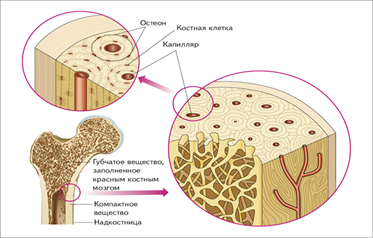 Остеон
Костная клетка
Капилляр
Губчатое вещество,
заполненное
красным костным
мозгом
Компактное
вещество
Надкостница